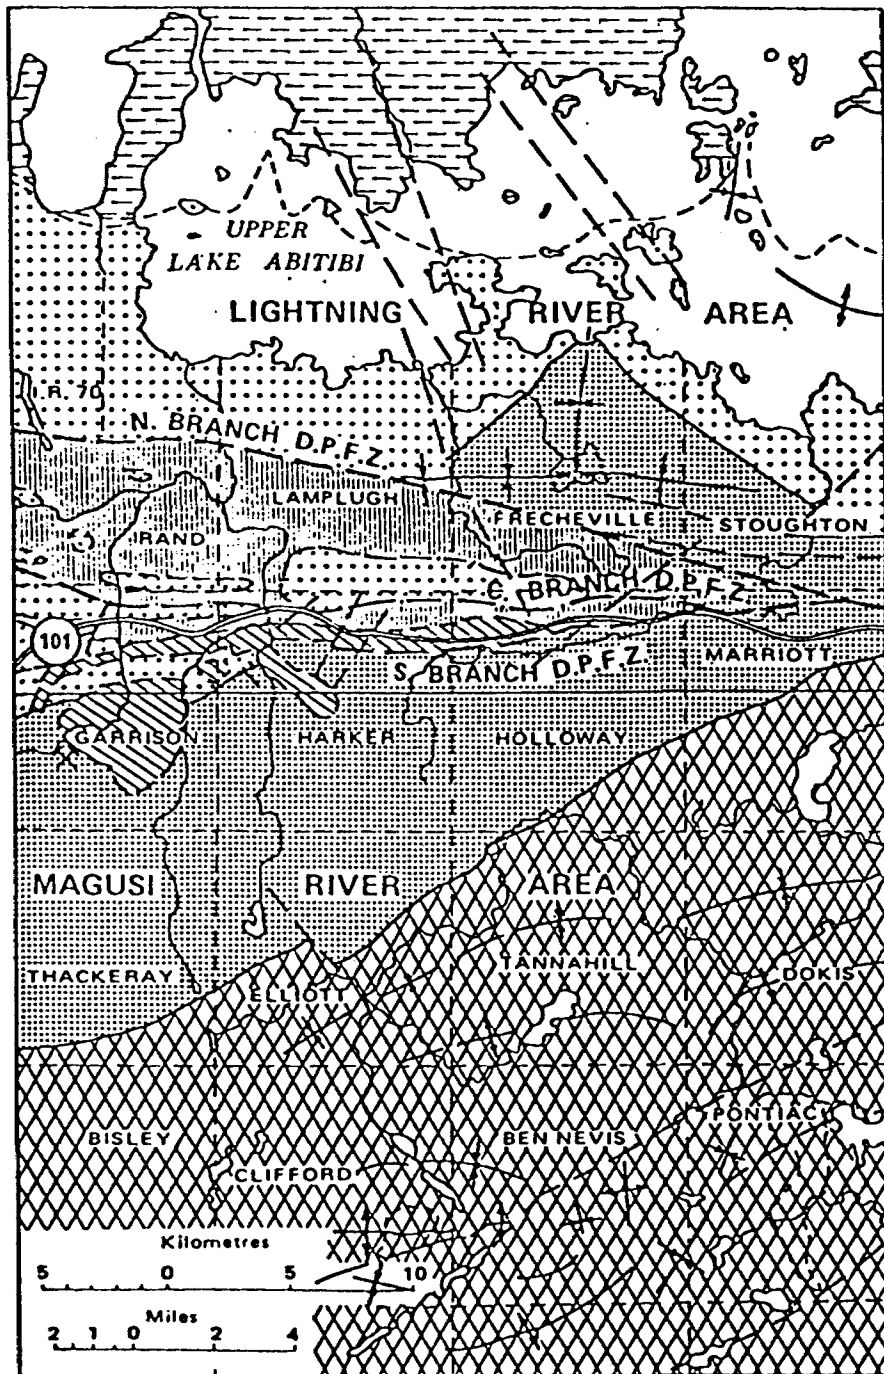 UPPER
LAKE ABITIBI
LIGHTNING RIVER AREA
I.R. 70
N. BRANCH D.P.F.Z.
LAMPLUGH
FRECHEVILLE
STOUGHTON
RAND
C. BRANCH D.P.F.Z.
101
S. BRANCH D.P.F.Z.
MARRIOTT
GARRISON
HARKER
HOLLOWAY
MAGUSI RIVER AREA
THACKERAY
TANNAHILL
DOKIS
ELLIOTT
PONTIAC
BISLEY
BEN NEVIS
CLIFFORD
Kilometres
5 0 5 10
Miles
2 1 0 2 4